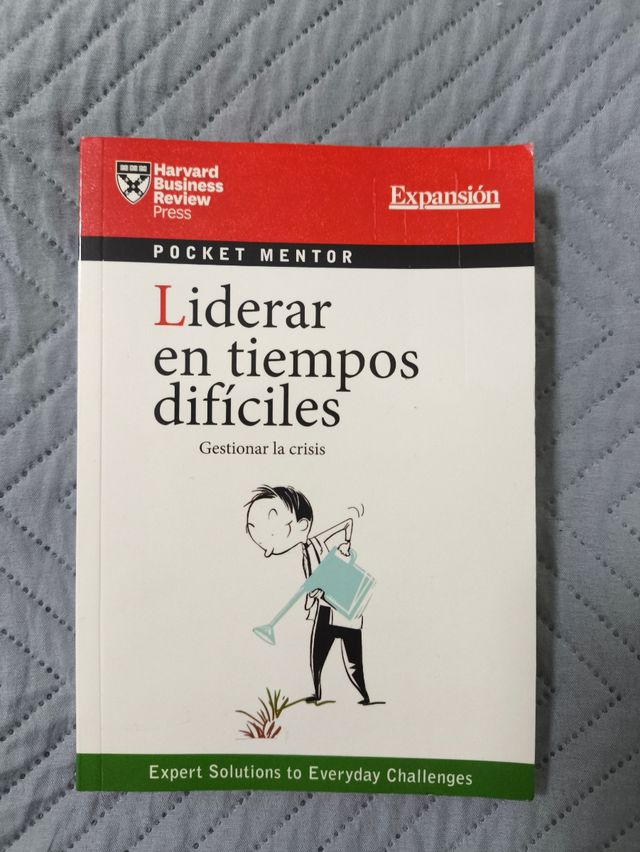 Harvard
Business
Review
Press
Expansión
POCKET MENTOR
Liderar
en tiempos
difíciles
Gestionar la crisis
Expert Solutions to Everyday Challenges